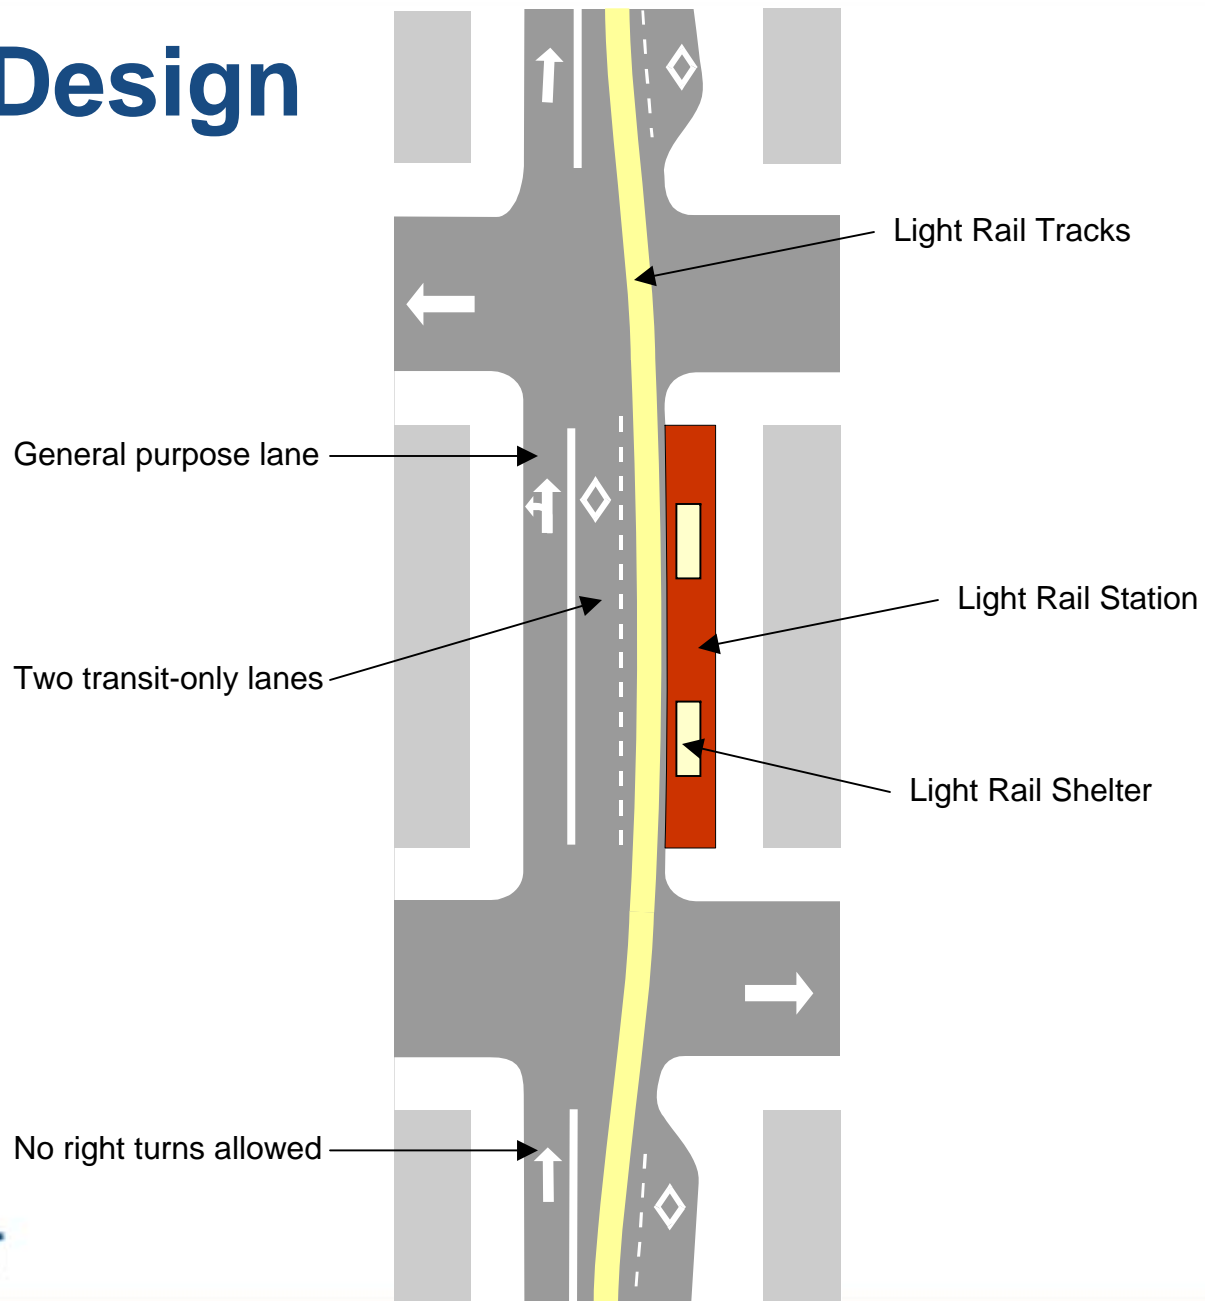 Design
Light Rail Tracks
General purpose lane
Light Rail Station
Two transit-only lanes
Light Rail Shelter
No right turns allowed